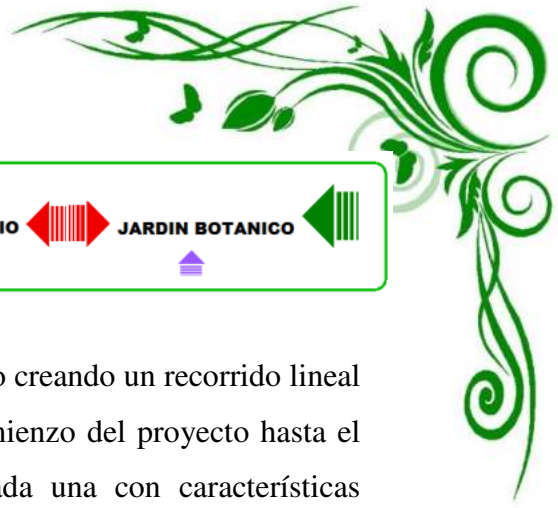 IO JARDIN BOTANICO
o creando un recorrido lineal
mienzo del proyecto hasta el
ada una con características